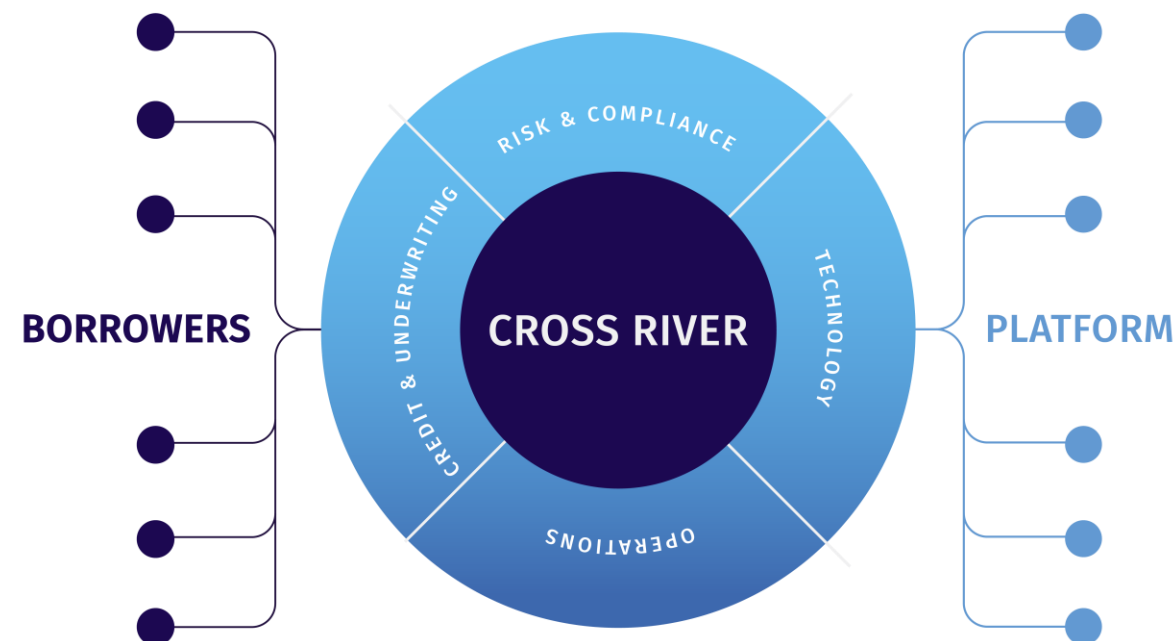 RISK & COMPLIANCE
CREDIT & UNDERWRITING
TECHNOLOGY
BORROWERS
CROSS RIVER
PLATFORM
OPERATIONS